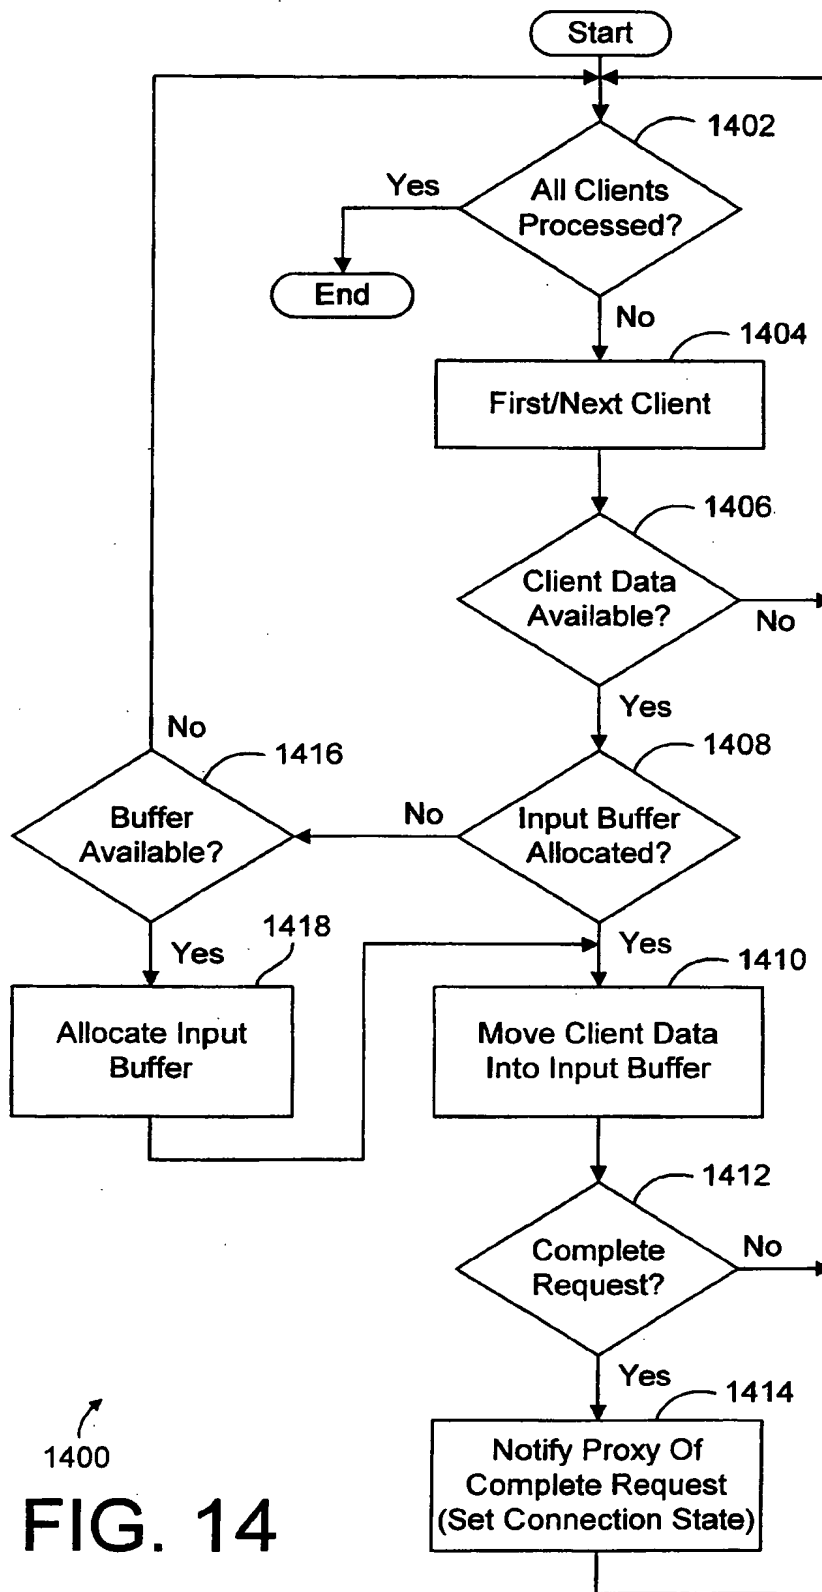 Start
1402
All Clients
Processed?
Yes
End
No
1404
First/Next Client
1406
Client Data
Available?
No
Yes
1408
Input Buffer
Allocated?
No
No
1416
Buffer
Available?
Yes
1418
Allocate Input
Buffer
Yes
1410
Move Client Data
Into Input Buffer
1412
Complete
Request?
No
Yes
1414
Notify Proxy Of
Complete Request
(Set Connection State)
1400
FIG. 14